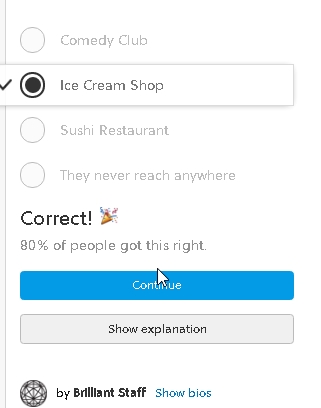 Comedy Club
Ice Cream Shop
Sushi Restaurant
They never reach anywhere
Correct! 🎉
80% of people got this right.
Continue
Show explanation
by Brilliant Staff Show bios